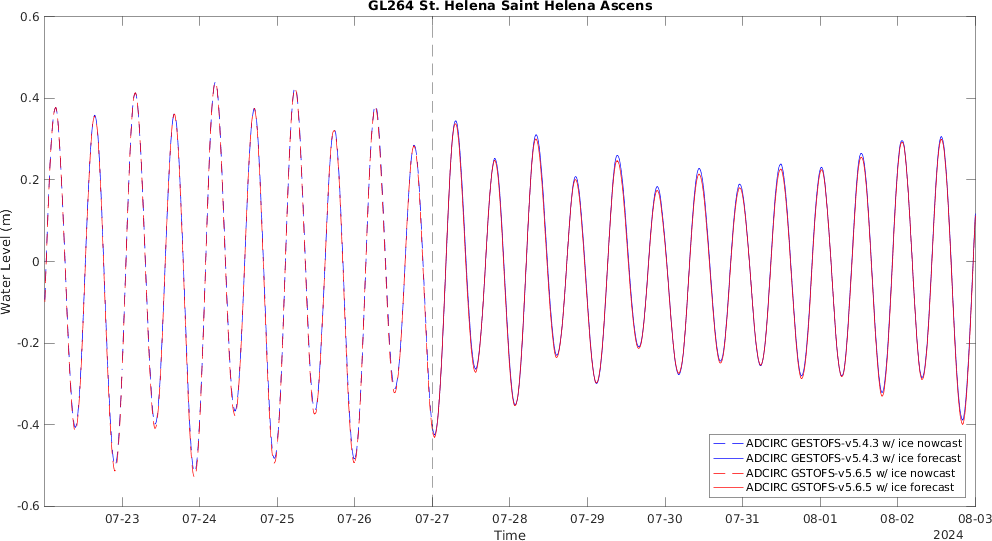 GL264 St. Helena Saint Helena Ascens
Water Level (m)
0.6
0.4
0.2
0
-0.2
-0.4
-0.6
ADCIRC GESTOFS-v5.4.3 w/ ice nowcast
ADCIRC GESTOFS-v5.4.3 w/ ice forecast
ADCIRC GSTOFS-v5.6.5 w/ ice nowcast
ADCIRC GSTOFS-v5.6.5 w/ ice forecast
07-23 07-24 07-25 07-26 07-27 07-28 07-29 07-30 07-31 08-01 08-02 08-03
Time
2024